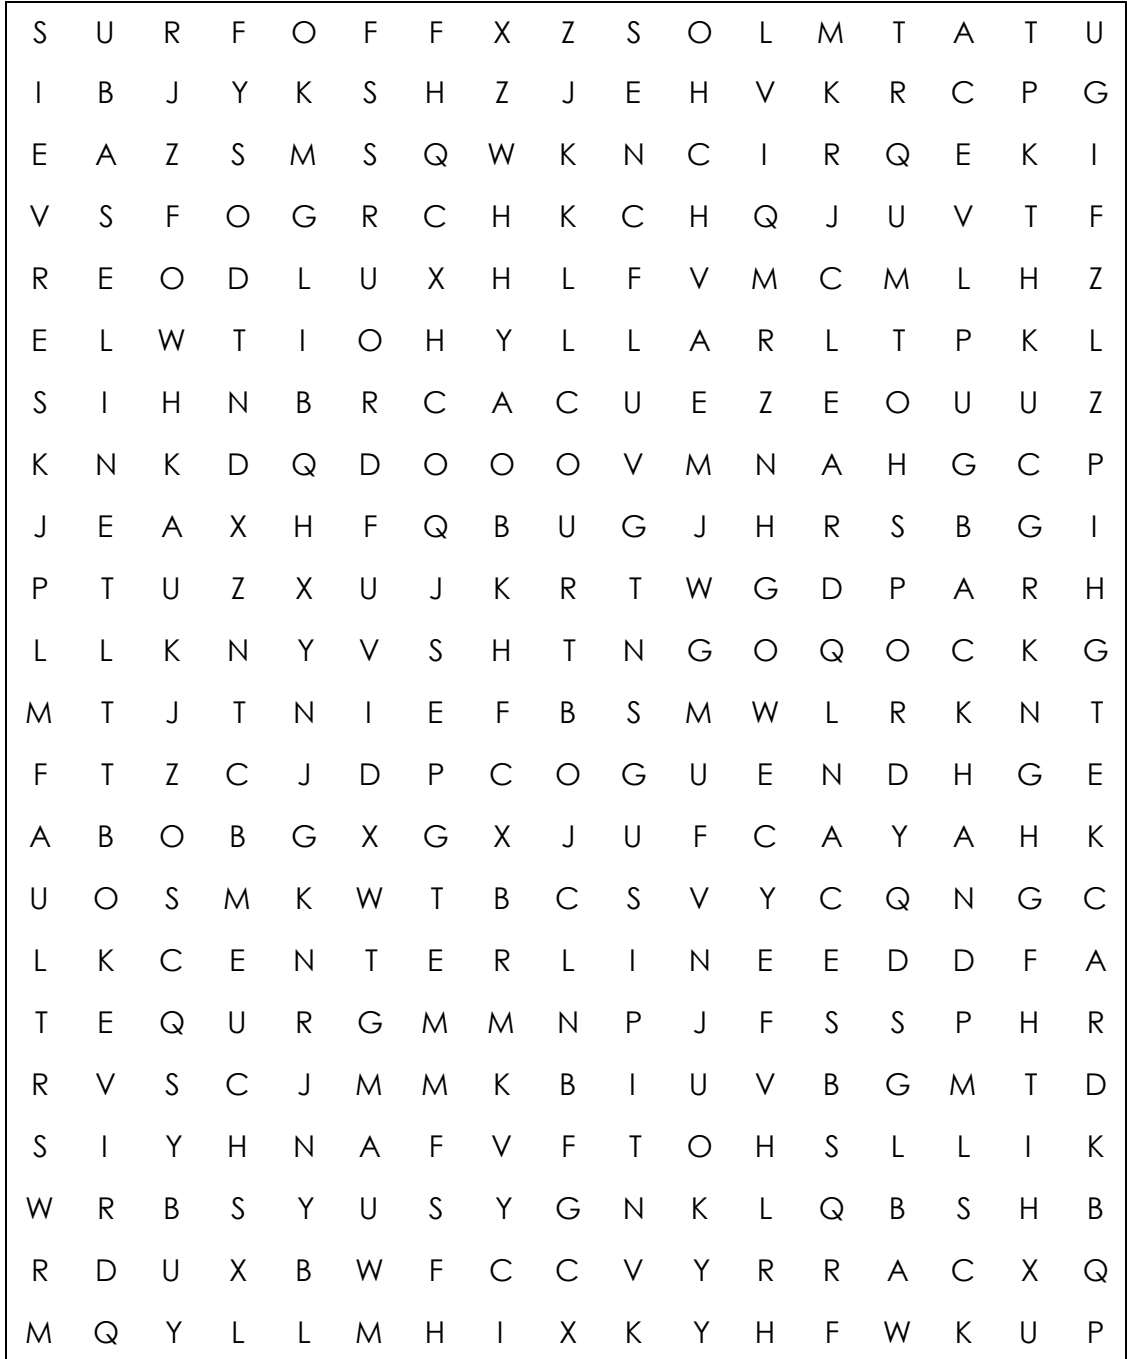 S U R F O F F X Z S O L M T A T U
I B J Y K S H Z J E H V K R C P G
E A Z S M S Q W K N C I R Q E K I
V S F O G R C H K C H Q J U V T F
R E O D L U X H L F V M C M L H Z
E L W T I O H Y L L A R L T P K L
S I H N B R C A C U E Z E O U U Z
K N K D Q D O O O V M N A H G C P
J E A X H F Q B U G J H R S B G I
P T U Z X U J K R T W G D P A R H
L L K N Y V S H T N G O Q O C K G
M T J T N I E F B S M W L R K N T
F T Z C J D P C O G U E N D H G E
A B O B G X G X J U F C A Y A H K
U O S M K W T B C S V Y C Q N G C
L K C E N T E R L I N E E D D F A
T E Q U R G M M N P J F S S P H R
R V S C J M M K B I U V B G M T D
S I Y H N A F V F T O H S L L I K
W R B S Y U S Y G N K L Q B S H B
R D U X B W F C C V Y R R A C X Q
M Q Y L L M H I X K Y H F W K U P